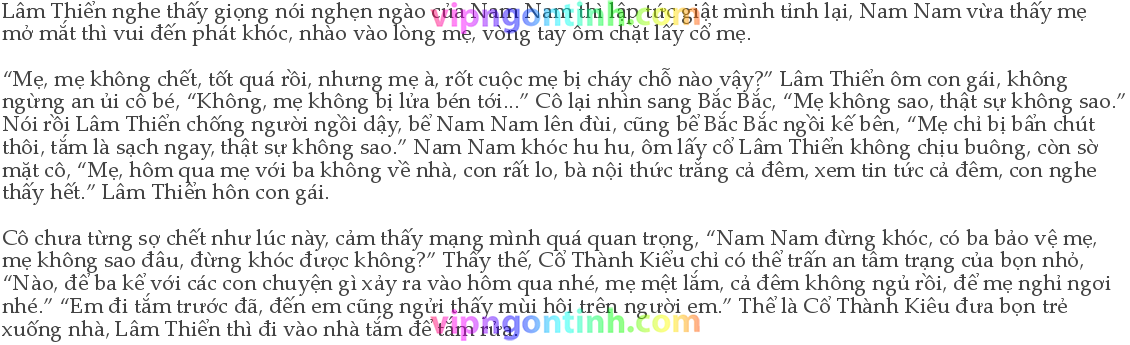 Lâm Thiển nghe thấy giọng nói nghẹn ngào của Nam Nam thì lập tức giật mình tỉnh lại, Nam Nam vừa thấy mẹ
vipngontinh.com
mở mắt thì vui đến phát khóc, nhào vào lòng mẹ, vòng tay ôm chặt lấy cổ mẹ.
“Mẹ, mẹ không chết, tốt quá rồi, nhưng mẹ à, rốt cuộc mẹ bị cháy chỗ nào vậy?” Lâm Thiển ôm con gái, không
ngừng an ủi cô bé, “Không, mẹ không bị lửa bén tới...” Cô lại nhìn sang Bắc Bắc, “Mẹ không sao, thật sự không sao.”
Nói rồi Lâm Thiển chống người ngồi dậy, bế Nam Nam lên đùi, cũng bế Bắc Bắc ngồi kế bên, “Mẹ chỉ bị bẩn chút
thôi, tắm là sạch ngay, thật sự không sao.” Nam Nam khóc hu hu, ôm lấy cổ Lâm Thiển không chịu buông, còn sờ
mặt cô, “Mẹ, hôm qua mẹ với ba không về nhà, con rất lo, bà nội thức trắng cả đêm, xem tin tức cả đêm, con nghe
thấy hết.” Lâm Thiển hôn con gái.
Cô chưa từng sợ chết như lúc này, cảm thấy mạng mình quá quan trọng, “Nam Nam đừng khóc, có ba bảo vệ mẹ,
mẹ không sao đâu, đừng khóc được không?” Thấy thế, Cố Thành Kiêu chỉ có thể trấn an tâm trạng của bọn nhỏ,
“Nào, để ba kể với các con chuyện gì xảy ra vào hôm qua nhé, mẹ mệt lắm, cả đêm không ngủ rồi, để mẹ nghỉ ngơi
nhé.” “Em đi tắm trước đã, đến em cũng ngửi thấy mùi hôi trên người em.” Thế là Cố Thành Kiêu đưa bọn trẻ
xuống nhà, Lâm Thiển thì đi vào nhà tắm để tắm rửa.
vipngontinh.com